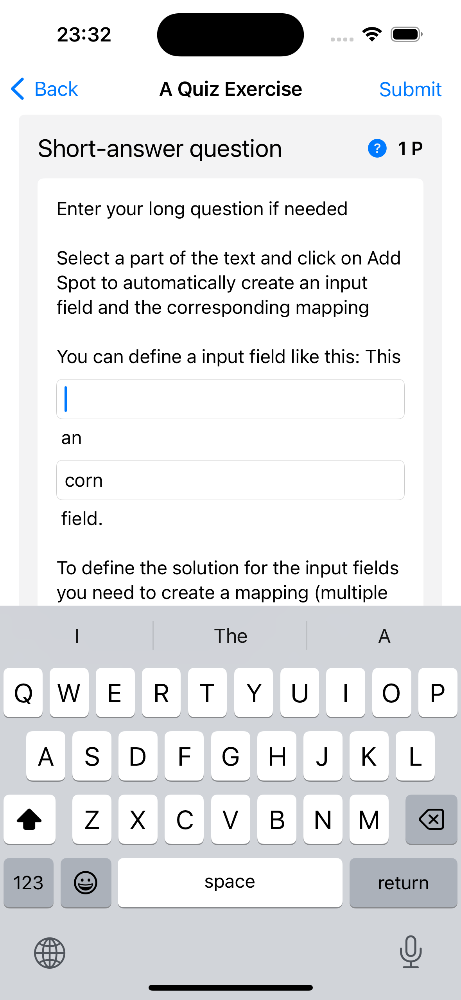 23:32
Back A Quiz Exercise Submit
Short-answer question ? 1 P
Enter your long question if needed
Select a part of the text and click on Add
Spot to automatically create an input
field and the corresponding mapping
You can define a input field like this: This
an
corn
field.
To define the solution for the input fields
you need to create a mapping (multiple
I The A
Q W E R T Y U I O P
A S D F G H J K L
Z X C V B N M
123 space return